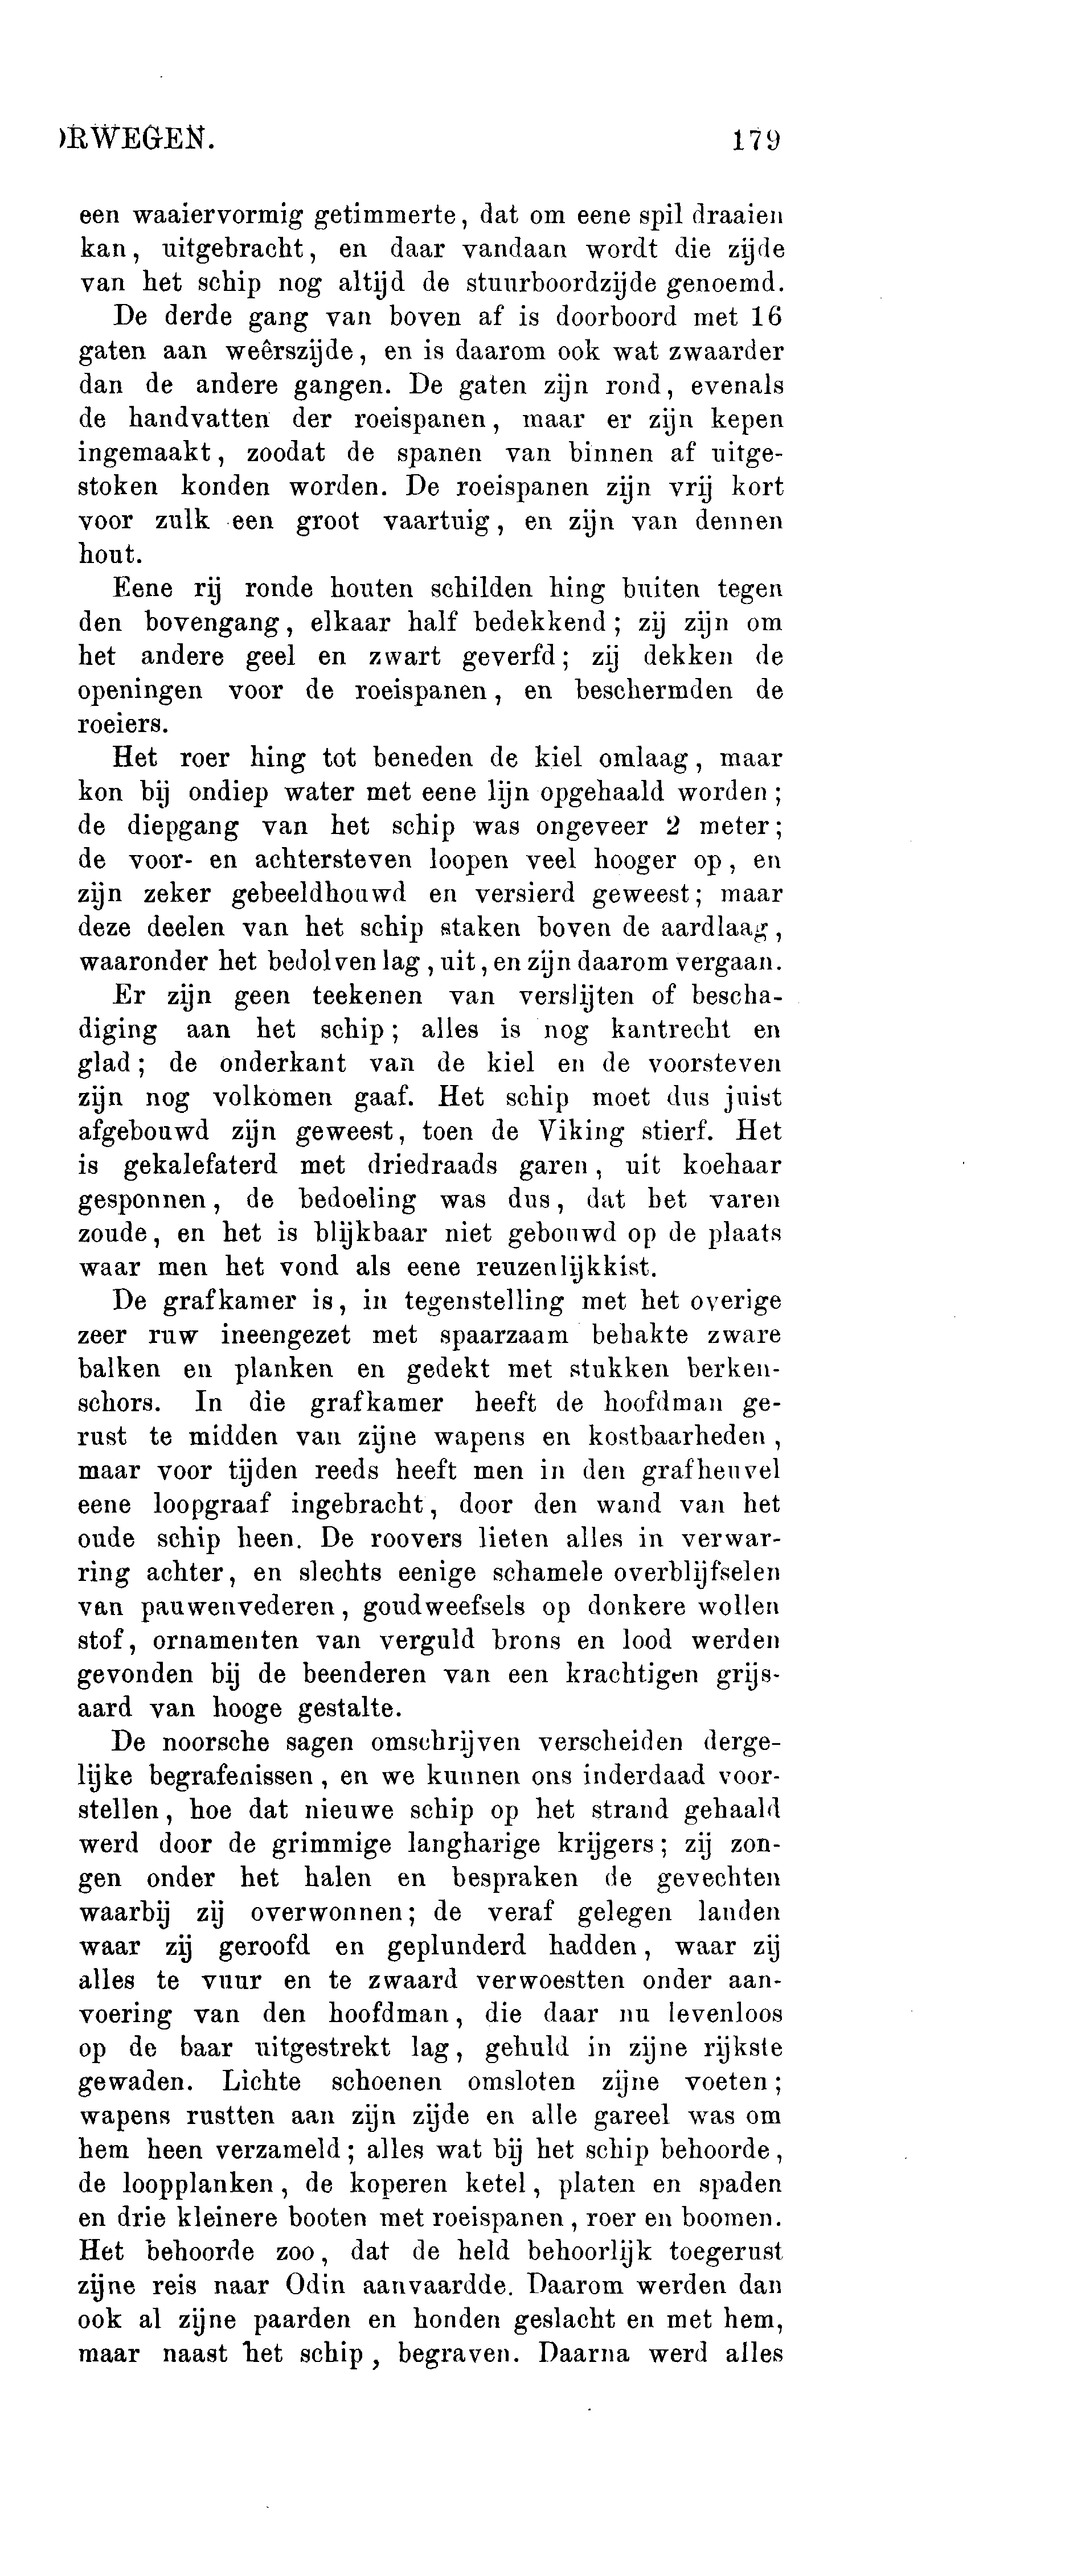 RWEGEN. 179
een waaiervormig getimmerte, dat om eene spil draaien
kan, uitgebracht, en daar vandaan wordt die zijde
van het schip nog altijd de stuurboordzijde genoemd.
De derde gang van boven af is doorboord met 16
gaten aan weêrszijde, en is daarom ook wat zwaarder
dan de andere gangen. De gaten zijn rond, evenals
de handvatten der roeispanen, maar er zijn kepen
ingemaakt, zoodat de spanen van binnen af uitge-
stoken konden worden. De roeispanen zijn vrij kort
voor zulk een groot vaartuig, en zijn van dennen
hout.
Eene rij ronde houten schilden hing buiten tegen
den bovengang, elkaar half bedekkend; zij zijn om
het andere geel en zwart geverfd; zij dekken de
openingen voor de roeispanen, en beschermden de
roeiers.
Het roer hing tot beneden de kiel omlaag, maar
kon bij ondiep water met eene lijn opgehaald worden;
de diepgang van het schip was ongeveer 2 meter;
de voor- en achtersteven loopen veel hooger op, en
zijn zeker gebeeldhouwd en versierd geweest; maar
deze deelen van het schip staken boven de aardlaag,
waaronder het bedolven lag, uit, en zijn daarom vergaan.
Er zijn geen teekenen van verslijten of bescha-
diging aan het schip; alles is nog kantrecht en
glad; de onderkant van de kiel en de voorsteven
zijn nog volkomen gaaf. Het schip moet dus juist
afgebouwd zijn geweest, toen de Viking stierf. Het
is gekalefaterd met driedraads garen, uit koehaar
gesponnen, de bedoeling was dus, dat het varen
zoude, en het is blijkbaar niet gebouwd op de plaats
waar men het vond als eene reuzenlijkkist.
De grafkamer is, in tegenstelling met het overige
zeer ruw ineengezet met spaarzaam behakte zware
balken en planken en gedekt met stukken berken-
schors. In die grafkamer heeft de hoofdman ge-
rust te midden van zijne wapens en kostbaarheden,
maar voor tijden reeds heeft men in den grafheuvel
eene loopgraaf ingebracht, door den wand van het
oude schip heen. De roovers lieten alles in verwar-
ring achter, en slechts eenige schamele overblijfselen
van pauwenvederen, goudweefsels op donkere wollen
stof, ornamenten van verguld brons en lood werden
gevonden bij de beenderen van een krachtigen grijs-
aard van hooge gestalte.
De noorsche sagen omschrijven verscheiden derge-
lijke begrafenissen, en we kunnen ons inderdaad voor-
stellen, hoe dat nieuwe schip op het strand gehaald
werd door de grimmige langharige krijgers; zij zon-
gen onder het halen en bespraken de gevechten
waarbij zij overwonnen; de veraf gelegen landen
waar zij geroofd en geplunderd hadden, waar zij
alles te vuur en te zwaard verwoestten onder aan-
voering van den hoofdman, die daar nu levenloos
op de baar uitgestrekt lag, gehuld in zijne rijkste
gewaden. Lichte schoenen omsloten zijne voeten;
wapens rustten aan zijn zijde en alle gareel was om
hem heen verzameld; alles wat bij het schip behoorde,
de loopplanken, de koperen ketel, platen en spaden
en drie kleinere booten met roeispanen, roer en boomen.
Het behoorde zoo, dat de held behoorlijk toegerust
zijne reis naar Odin aanvaardde. Daarom werden dan
ook al zijne paarden en honden geslacht en met hem,
maar naast het schip, begraven. Daarna werd alles